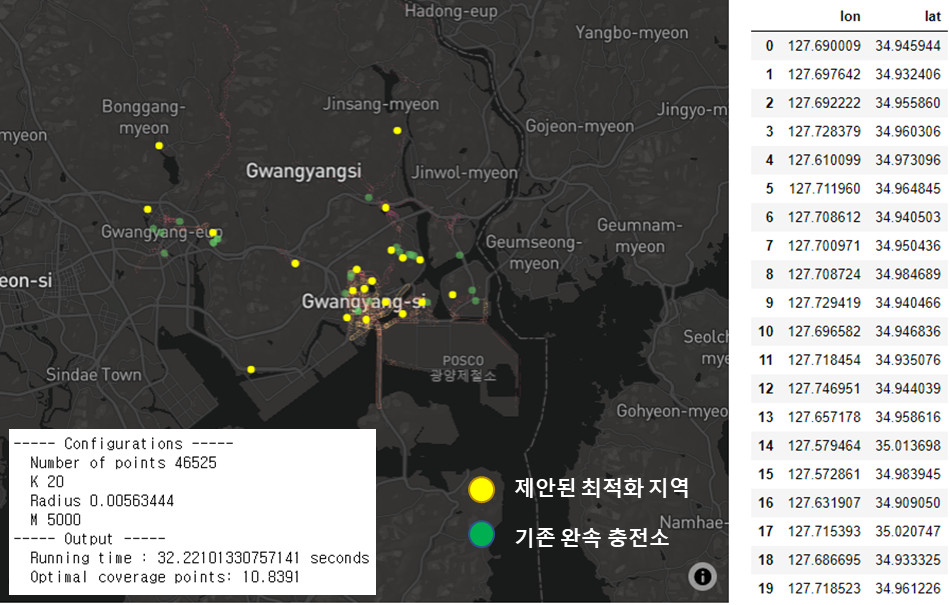 Hadong-eup
Yangbo-myeon
Bonggang-
myeon
Jinsang-myeon
Jingyo-m
myeon
Gojeon-myeon
Gwangyangsi
Jinwol-myeon
Gwangyang-eup
Geumnam-
myeon
Geumseong-
myeon
eon-si
Gwangyang-si
Seolch
mye
POSCO
광양제철소
Sindae Town
Gohyeon-myeo
Namhae-
제안된 최적화 지역
기존 완속 충전소
----- Configurations -----
Number of points 46525
K 20
Radius 0.00563444
M 5000
----- Output -----
Running time : 32.22101330757141 seconds
Optimal coverage points: 10.8391
lon lat
0 127.690009 34.945944
1 127.697642 34.932406
2 127.692222 34.955860
3 127.728379 34.960306
4 127.610099 34.973096
5 127.711960 34.964845
6 127.708612 34.940503
7 127.700971 34.950436
8 127.708724 34.984689
9 127.729419 34.940466
10 127.696582 34.946836
11 127.718454 34.935076
12 127.746951 34.944039
13 127.657178 34.958616
14 127.579464 35.013698
15 127.572861 34.983945
16 127.631907 34.909050
17 127.715393 35.020747
18 127.686695 34.933325
19 127.718523 34.961226